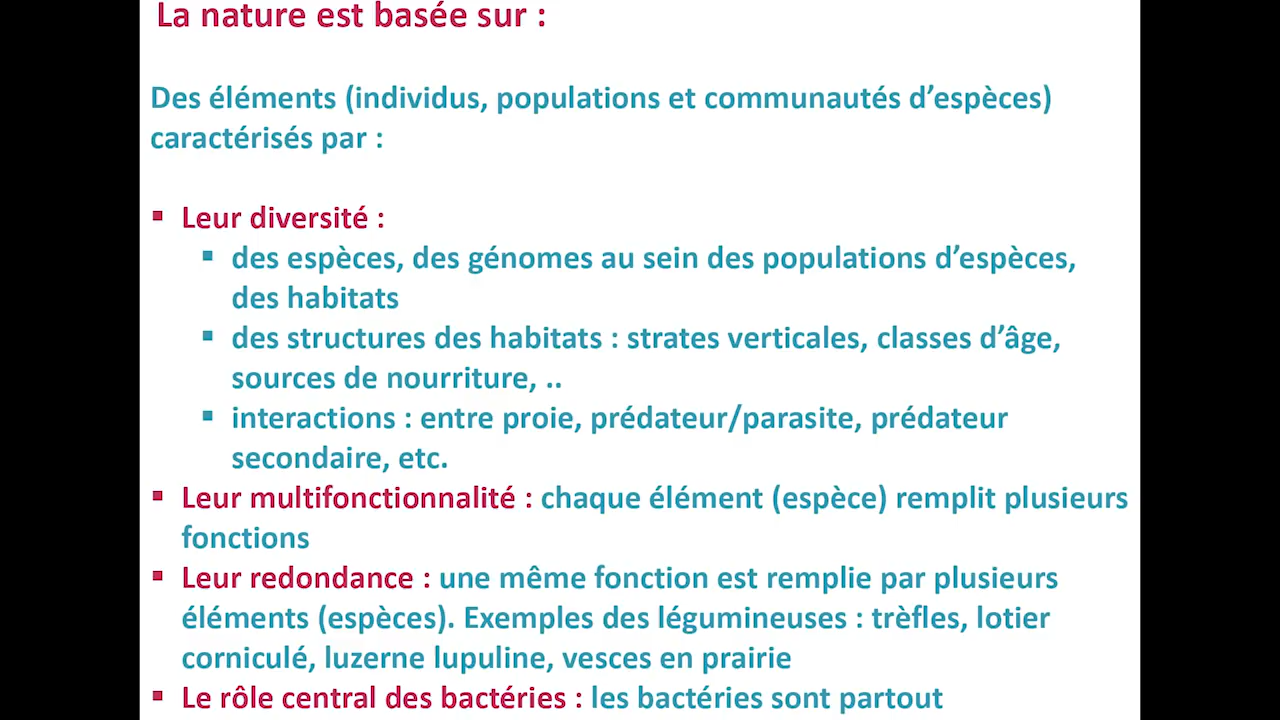 La nature est basée sur :
Des éléments (individus, populations et communautés d’espèces)
caractérisés par :
▪ Leur diversité :
▪ des espèces, des génomes au sein des populations d’espèces,
des habitats
▪ des structures des habitats : strates verticales, classes d’âge,
sources de nourriture, ..
▪ interactions : entre proie, prédateur/parasite, prédateur
secondaire, etc.
▪ Leur multifonctionnalité : chaque élément (espèce) remplit plusieurs
fonctions
▪ Leur redondance : une même fonction est remplie par plusieurs
éléments (espèces). Exemples des légumineuses : trèfles, lotier
corniculé, luzerne lupuline, vesces en prairie
▪ Le rôle central des bactéries : les bactéries sont partout